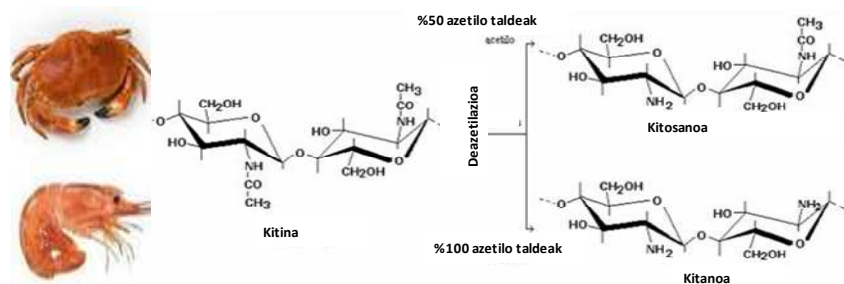 %50 azetilo taldeak
azetilo
CH₃
CO
NH
CH₂OH
O
HO
NH₂
O
HO
O
CH₂OH
Kitosanoa
CH₃
CO
NH
CH₂OH
O
O
HO
NH
CO
CH₃
O
HO
O
CH₂OH
Kitina
Deazetilazioa
%100 azetilo taldeak
CH₂OH
O
O
HO
NH₂
O
HO
NH₂
O
CH₂OH
Kitanoa